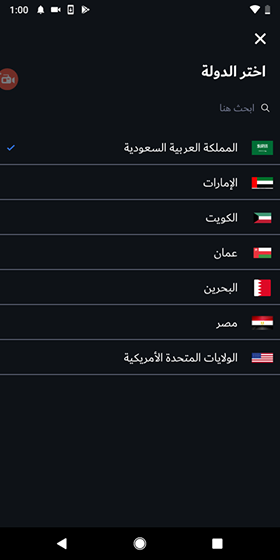 1:00
اختر الدولة
ابحث هنا
المملكة العربية السعودية
الإمارات
الكويت
عمان
البحرين
مصر
الولايات المتحدة الأمريكية